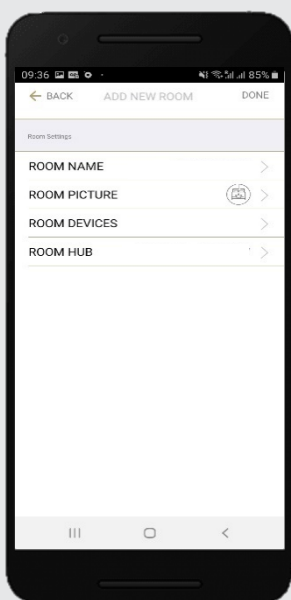 09:36 85%
← BACK ADD NEW ROOM DONE
Room Settings
ROOM NAME
ROOM PICTURE
ROOM DEVICES
ROOM HUB